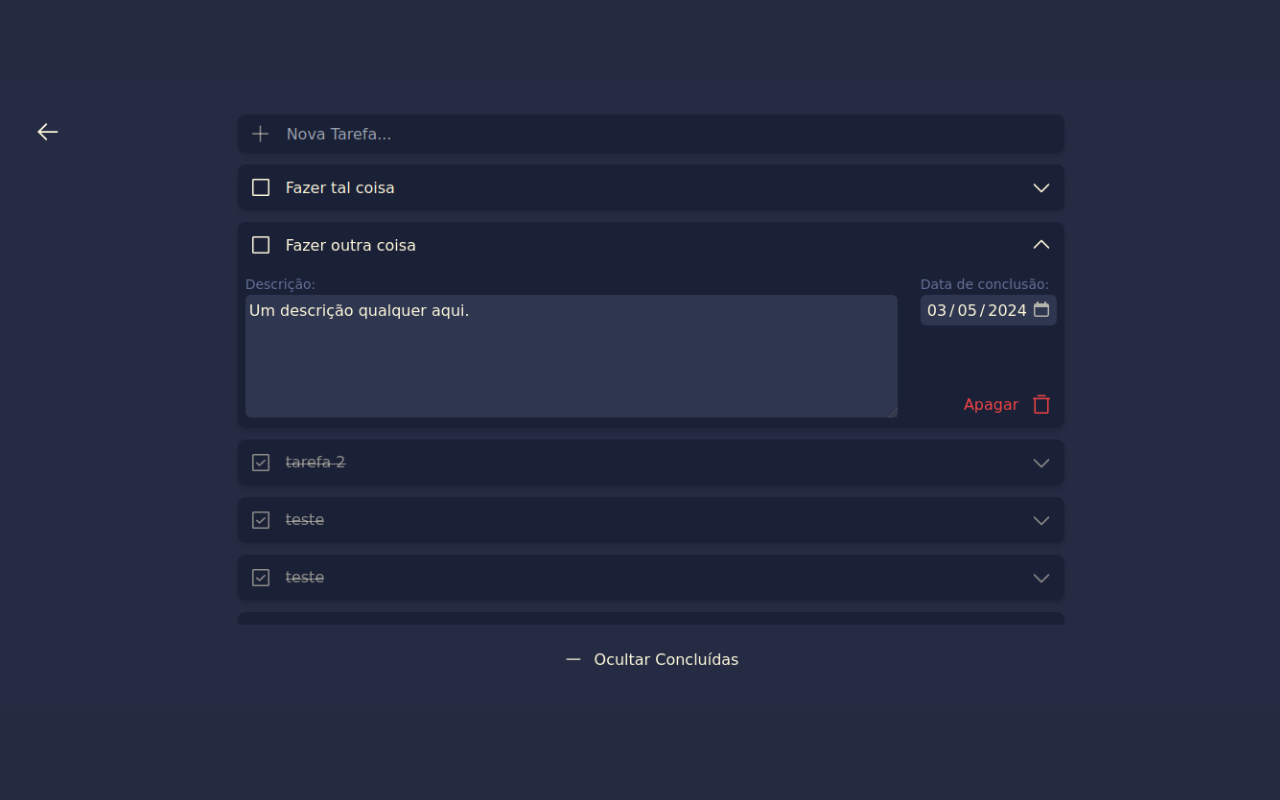 Nova Tarefa...
Fazer tal coisa
Fazer outra coisa
Descrição:
Data de conclusão:
Um descrição qualquer aqui.
03/05/2024
Apagar
tarefa 2
teste
teste
Ocultar Concluídas